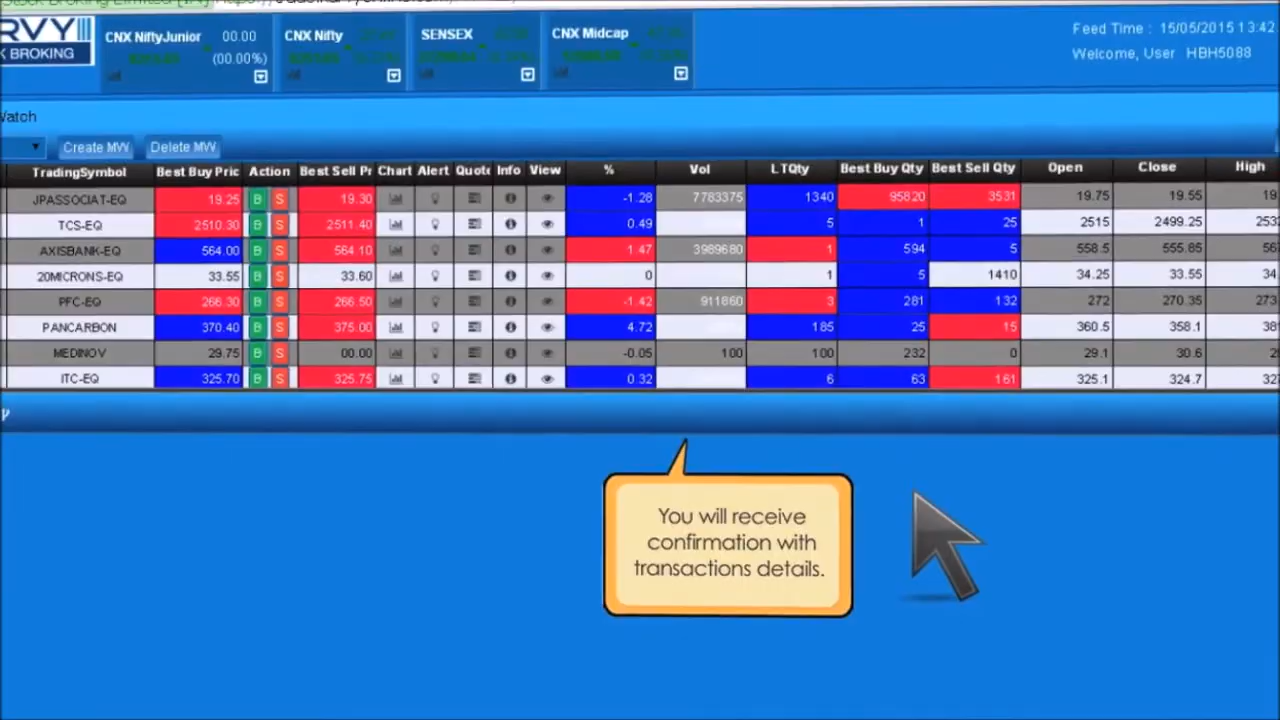 RVY
K BROKING
CNX NiftyJunior 00.00
(00.00%)
CNX Nifty
SENSEX
CNX Midcap
Feed Time : 15/05/2015 13:42
Welcome, User HBH5088
Watch
Create MW Delete MW
TradingSymbol Best Buy Pric Action Best Sell Pr Chart Alert Quote Info View % Vol LTQty Best Buy Qty Best Sell Qty Open Close High
JPASSOCIAT-EQ 19.25 B S 19.30 -1.28 7783375 1340 95820 3531 19.75 19.55 19
TCS-EQ 2510.30 B S 2511.40 0.49 5 1 25 2515 2499.25 253
AXISBANK-EQ 564.00 B S 564.10 1.47 3989680 1 594 5 558.5 555.85 56
20MICRONS-EQ 33.55 B S 33.60 0 1 5 1410 34.25 33.55 34.
PFC-EQ 266.30 B S 266.50 -1.42 911860 3 281 132 272 270.35 273
PANCARBON 370.40 B S 375.00 4.72 185 25 15 360.5 358.1 38
MEDINOV 29.75 B S 00.00 -0.05 100 100 232 0 29.1 30.6 2
ITC-EQ 325.70 B S 325.75 0.32 6 63 161 325.1 324.7 32
You will receive
confirmation with
transactions details.